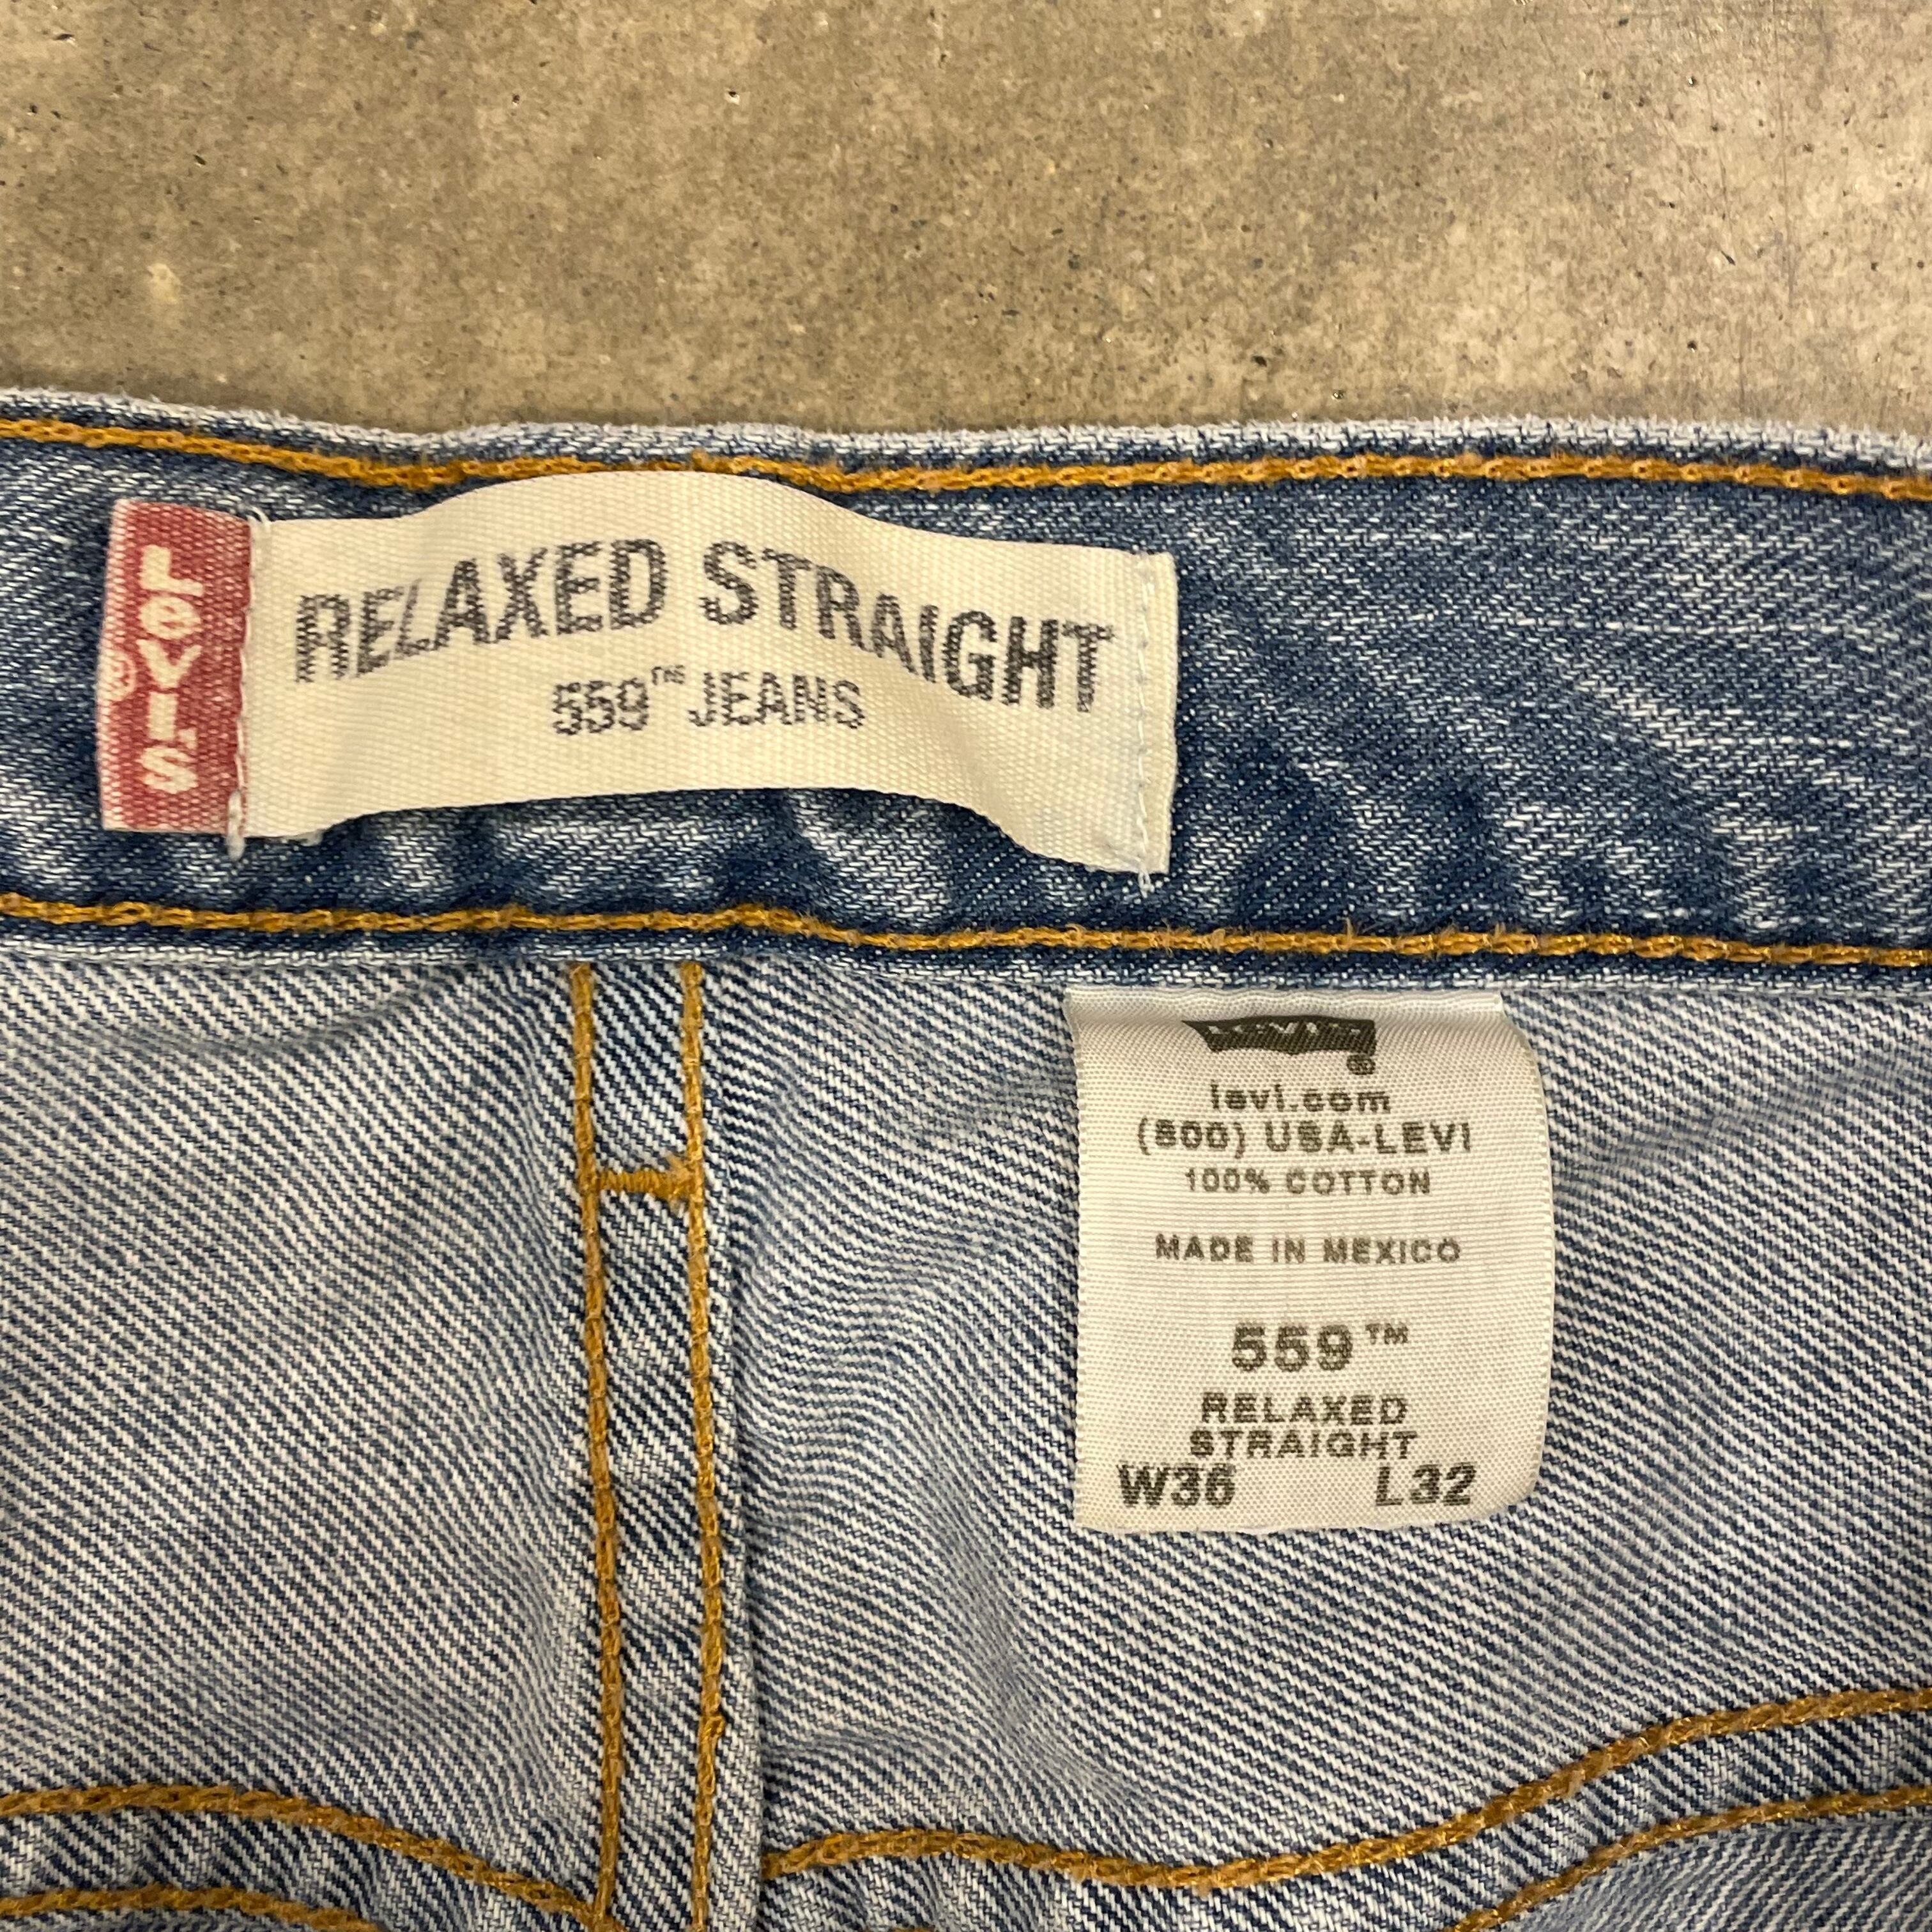 LEVI'S
®
RELAXED STRAIGHT
559™ JEANS
Levi's
®
levi.com
(800) USA-LEVI
100% COTTON
MADE IN MEXICO
559™
RELAXED
STRAIGHT
W36 L32